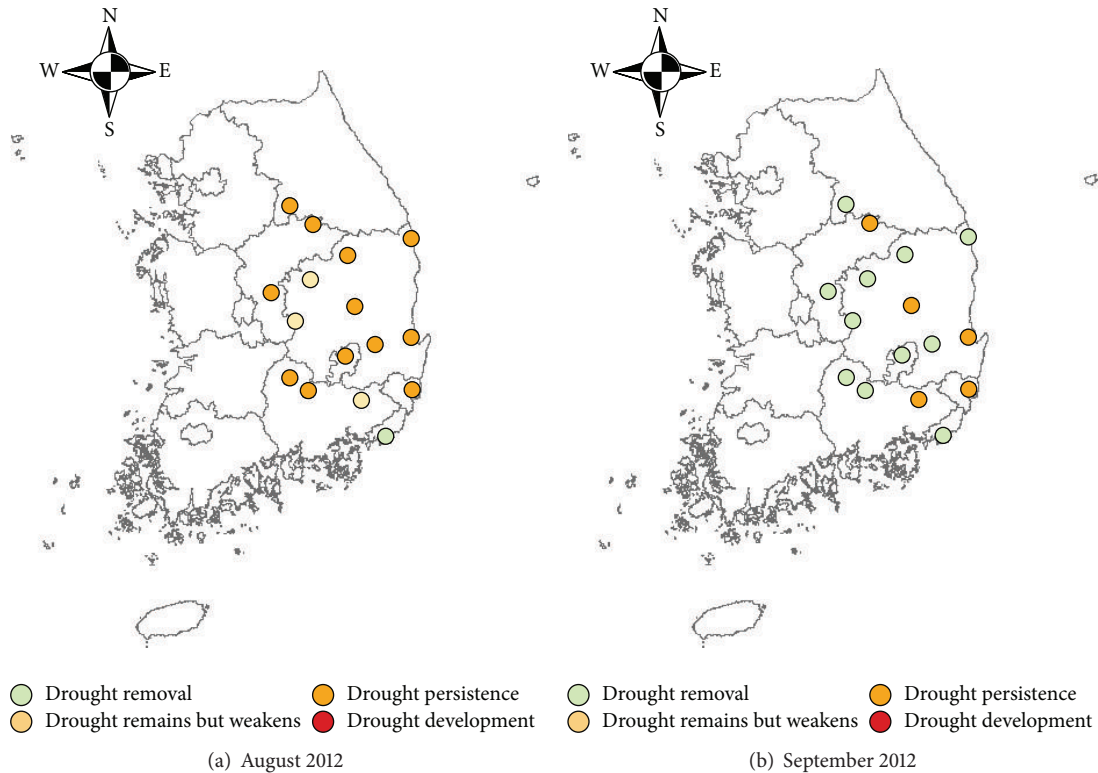 N
W E
S
N
W E
S
Drought removal
Drought persistence
Drought remains but weakens
Drought development
Drought removal
Drought persistence
Drought remains but weakens
Drought development
(a) August 2012
(b) September 2012